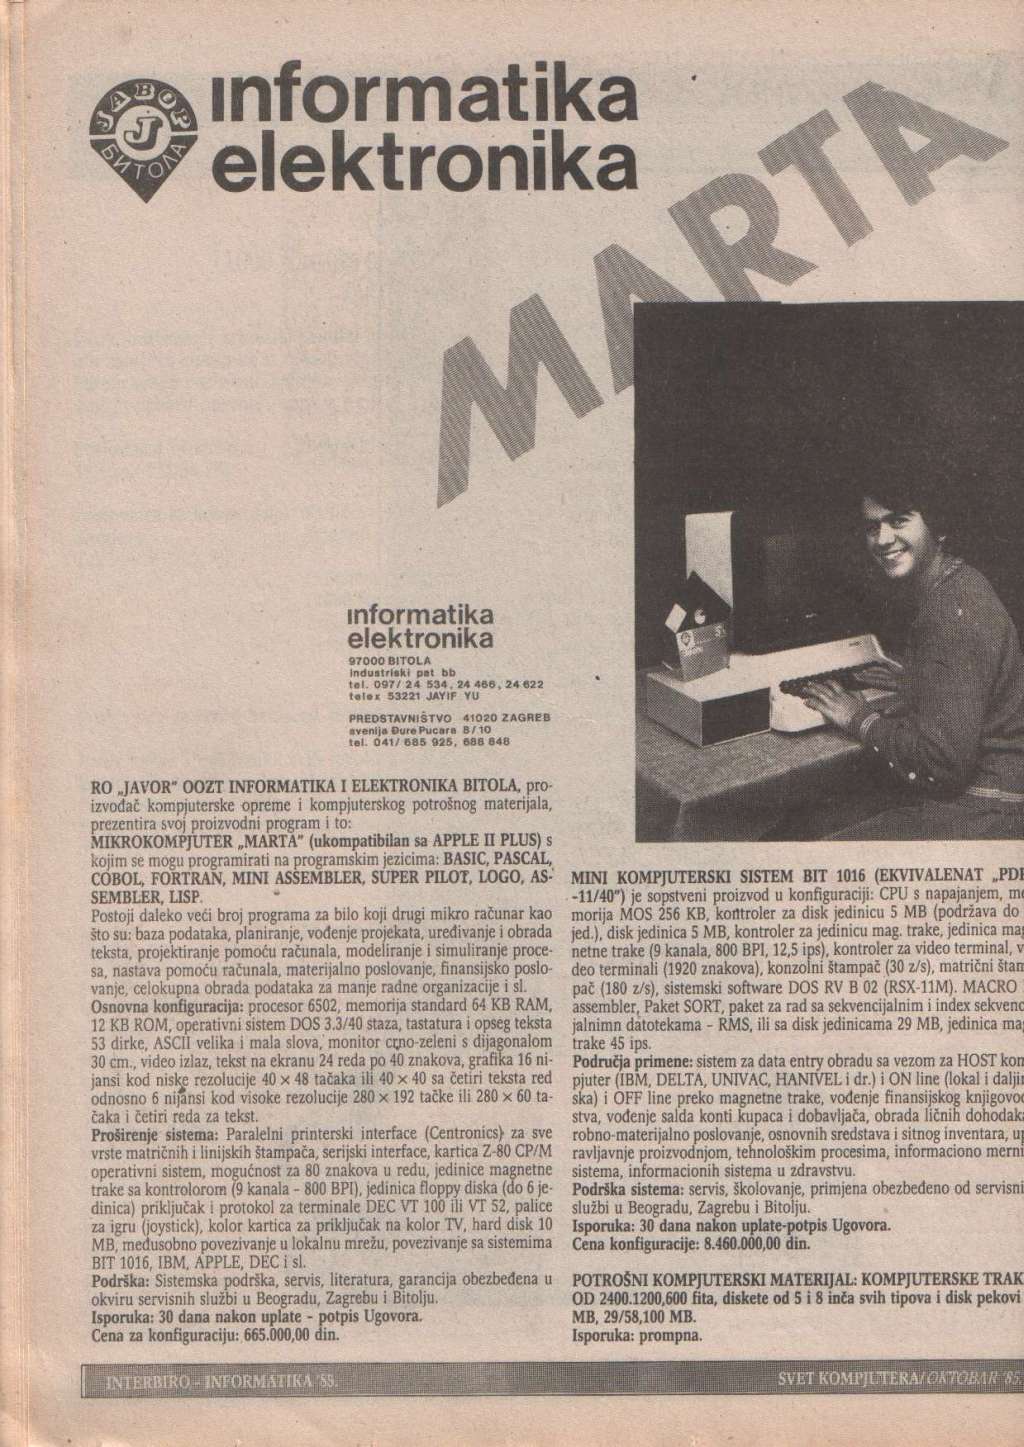 JABOP
J
БИТОЛА
ınformatika
elektronika
MARTA
ınformatika
elektronika
97000 BITOLA
Industriski pat bb
tel. 097/ 24 534, 24 466, 24 622
telex 53221 JAYIF YU
PREDSTAVNIŠTVO 41020 ZAGREB
avenija Đure Pucara 8/10
tel. 041/ 685 925, 688 848
RO „JAVOR” OOZT INFORMATIKA I ELEKTRONIKA BITOLA, pro-
izvođač kompjuterske opreme i kompjuterskog potrošnog materijala,
prezentira svoj proizvodni program i to:
MIKROKOMPJUTER „MARTA” (ukompatibilan sa APPLE II PLUS) s
kojim se mogu programirati na programskim jezicima: BASIC, PASCAL,
COBOL, FORTRAN, MINI ASSEMBLER, SUPER PILOT, LOGO, AS-
SEMBLER, LISP.
Postoji daleko veći broj programa za bilo koji drugi mikro računar kao
što su: baza podataka, planiranje, vođenje projekata, uređivanje i obrada
teksta, projektiranje pomoću računala, modeliranje i simuliranje proce-
sa, nastava pomoću računala, materijalno poslovanje, finansijsko poslo-
vanje, celokupna obrada podataka za manje radne organizacije i sl.
Osnovna konfiguracija: procesor 6502, memorija standard 64 KB RAM,
12 KB ROM, operativni sistem DOS 3.3/40 staza, tastatura i opseg teksta
53 dirke, ASCII velika i mala slova, monitor crno-zeleni s dijagonalom
30 cm., video izlaz, tekst na ekranu 24 reda po 40 znakova, grafika 16 ni-
jansi kod niske rezolucije 40 × 48 tačaka ili 40 × 40 sa četiri teksta red
odnosno 6 nijansi kod visoke rezolucije 280 × 192 tačke ili 280 × 60 ta-
čaka i četiri reda za tekst.
Proširenje sistema: Paralelni printerski interface (Centronics) za sve
vrste matričnih i linijskih štampača, serijski interface, kartica Z-80 CP/M
operativni sistem, mogućnost za 80 znakova u redu, jedinice magnetne
trake sa kontrolorom (9 kanala - 800 BPI), jedinica floppy diska (do 6 je-
dinica) priključak i protokol za terminale DEC VT 100 ili VT 52, palice
za igru (joystick), kolor kartica za priključak na kolor TV, hard disk 10
MB, međusobno povezivanje u lokalnu mrežu, povezivanje sa sistemima
BIT 1016, IBM, APPLE, DEC i sl.
Podrška: Sistemska podrška, servis, literatura, garancija obezbeđena u
okviru servisnih službi u Beogradu, Zagrebu i Bitolju.
Isporuka: 30 dana nakon uplate - potpis Ugovora.
Cena za konfiguraciju: 665.000,00 din.
MINI KOMPJUTERSKI SISTEM BIT 1016 (EKVIVALENAT „PDP
-11/40”) je sopstveni proizvod u konfiguraciji: CPU s napajanjem, me
morija MOS 256 KB, kontroler za disk jedinicu 5 MB (podržava do
jed.), disk jedinica 5 MB, kontroler za jedinicu mag. trake, jedinica mag
netne trake (9 kanala, 800 BPI, 12,5 ips), kontroler za video terminal, v
deo terminali (1920 znakova), konzolni štampač (30 z/s), matrični štam
pač (180 z/s), sistemski software DOS RV B 02 (RSX-11M). MACRO
assembler, Paket SORT, paket za rad sa sekvencijalnim i index sekvenc
jalnimn datotekama - RMS, ili sa disk jedinicama 29 MB, jedinica mag
trake 45 ips.
Područja primene: sistem za data entry obradu sa vezom za HOST kom
pjuter (IBM, DELTA, UNIVAC, HANIVEL i dr.) i ON line (lokal i daljin
ska) i OFF line preko magnetne trake, vođenje finansijskog knjigovod
stva, vođenje salda konti kupaca i dobavljača, obrada ličnih dohodaka
robno-materijalno poslovanje, osnovnih sredstava i sitnog inventara, up
ravljavnje proizvodnjom, tehnološkim procesima, informaciono merni
sistema, informacionih sistema u zdravstvu.
Podrška sistema: servis, školovanje, primjena obezbeđeno od servisni
službi u Beogradu, Zagrebu i Bitolju.
Isporuka: 30 dana nakon uplate-potpis Ugovora.
Cena konfiguracije: 8.460.000,00 din.
POTROŠNI KOMPJUTERSKI MATERIJAL: KOMPJUTERSKE TRAK
OD 2400.1200,600 fita, diskete od 5 i 8 inča svih tipova i disk pekovi
MB, 29/58,100 MB.
Isporuka: prompna.
INTERBIRO - INFORMATIKA '85.
SVET KOMPJUTERA/OKTOBAR '85.